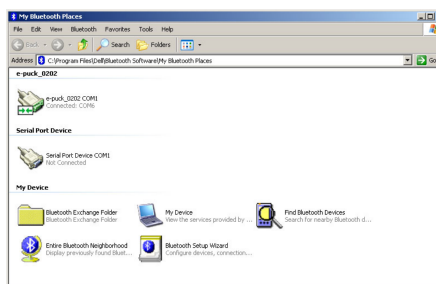 My Bluetooth Places
File Edit View Bluetooth Favorites Tools Help
Back Search Folders
Address C:\Program Files\Dell\Bluetooth Software\My Bluetooth Places Go
e-puck_0202
e-puck_0202 COM1
Connected: COM6
Serial Port Device
Serial Port Device COM1
Not Connected
My Device
Bluetooth Exchange Folder My Device Find Bluetooth Devices
Bluetooth Exchange Folder View the services provided by ... Search for nearby Bluetooth d...
Entire Bluetooth Neighborhood Bluetooth Setup Wizard
Display previously found Bluet... Configure devices, connection...